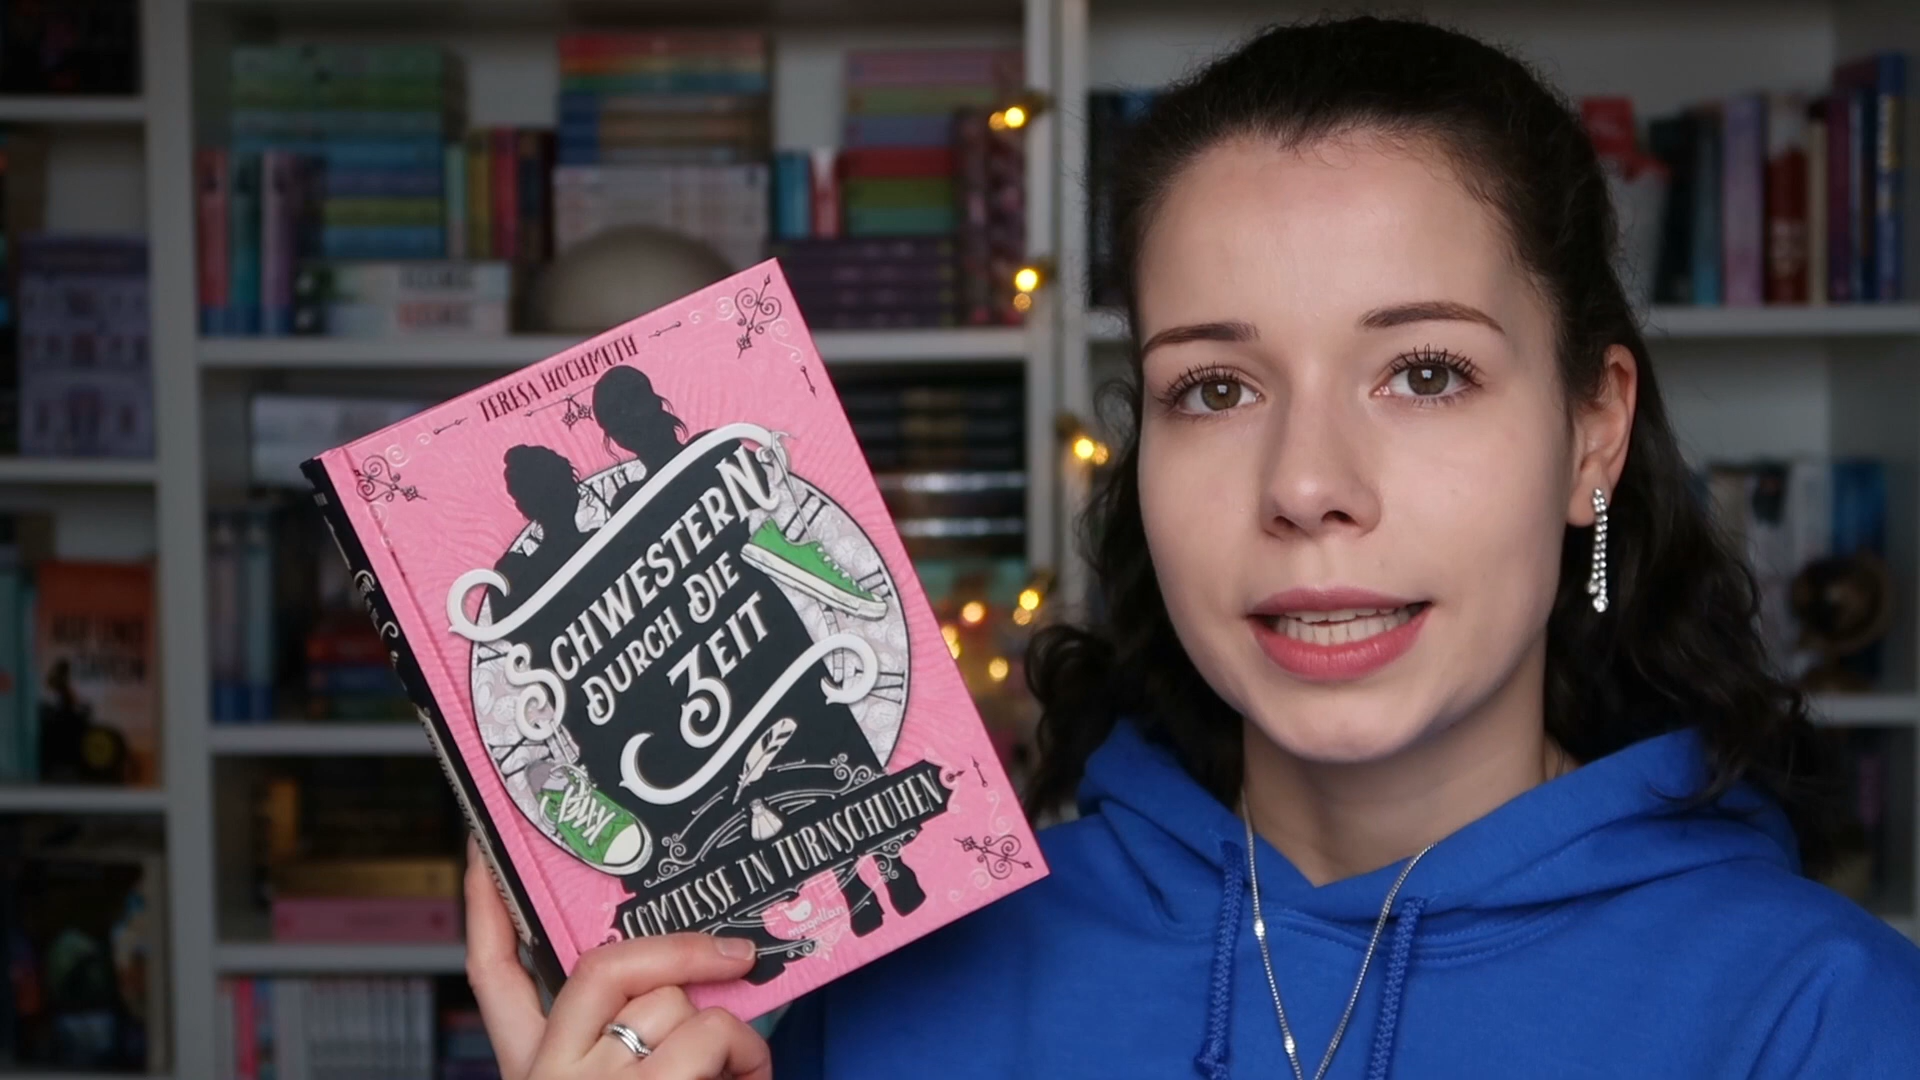 TERESA HOCHMUTH
SCHWESTERN
DURCH DIE
ZEIT
COMTESSE IN TURNSCHUHEN
magellan